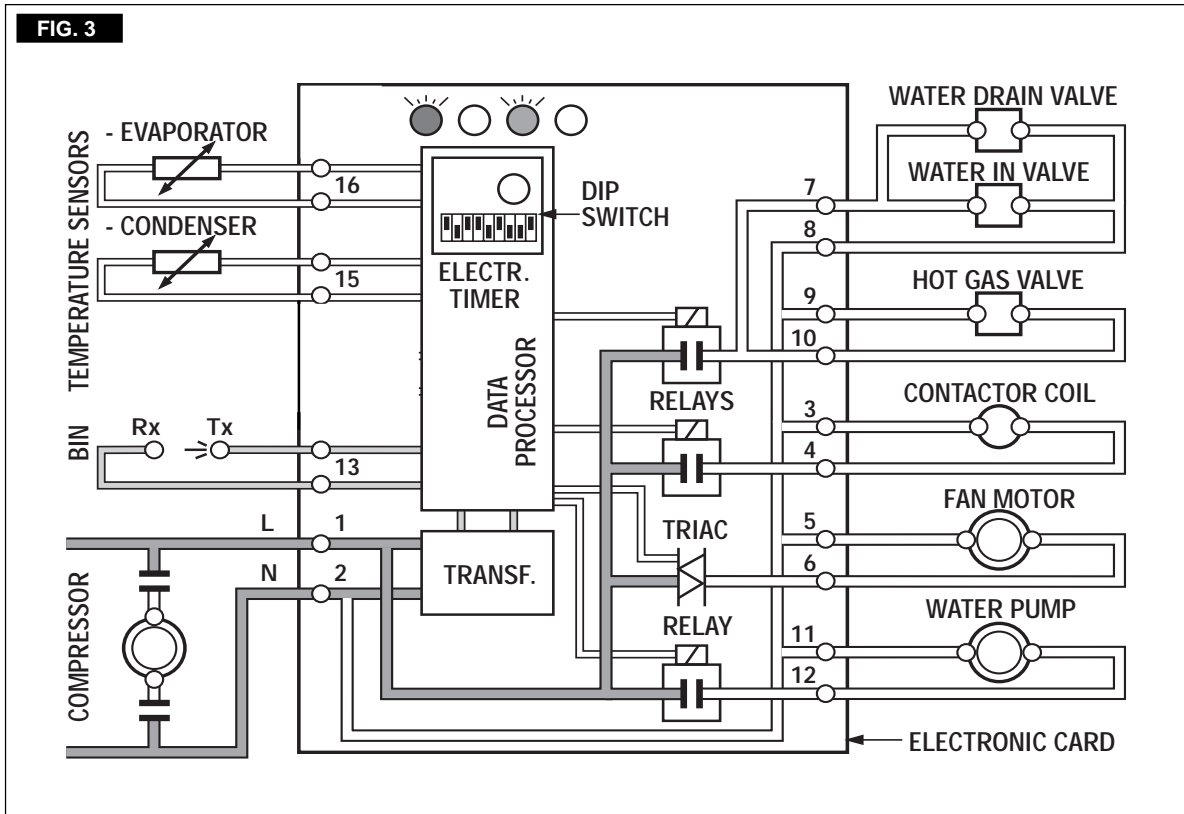 FIG. 3
TEMPERATURE SENSORS
- EVAPORATOR
16
- CONDENSER
15
BIN
Rx
Tx
13
L
1
N
2
COMPRESSOR
DIP
SWITCH
ELECTR.
TIMER
DATA
PROCESSOR
TRANSF.
RELAYS
TRIAC
RELAY
WATER DRAIN VALVE
WATER IN VALVE
7
8
HOT GAS VALVE
9
10
CONTACTOR COIL
3
4
FAN MOTOR
5
6
WATER PUMP
11
12
ELECTRONIC CARD